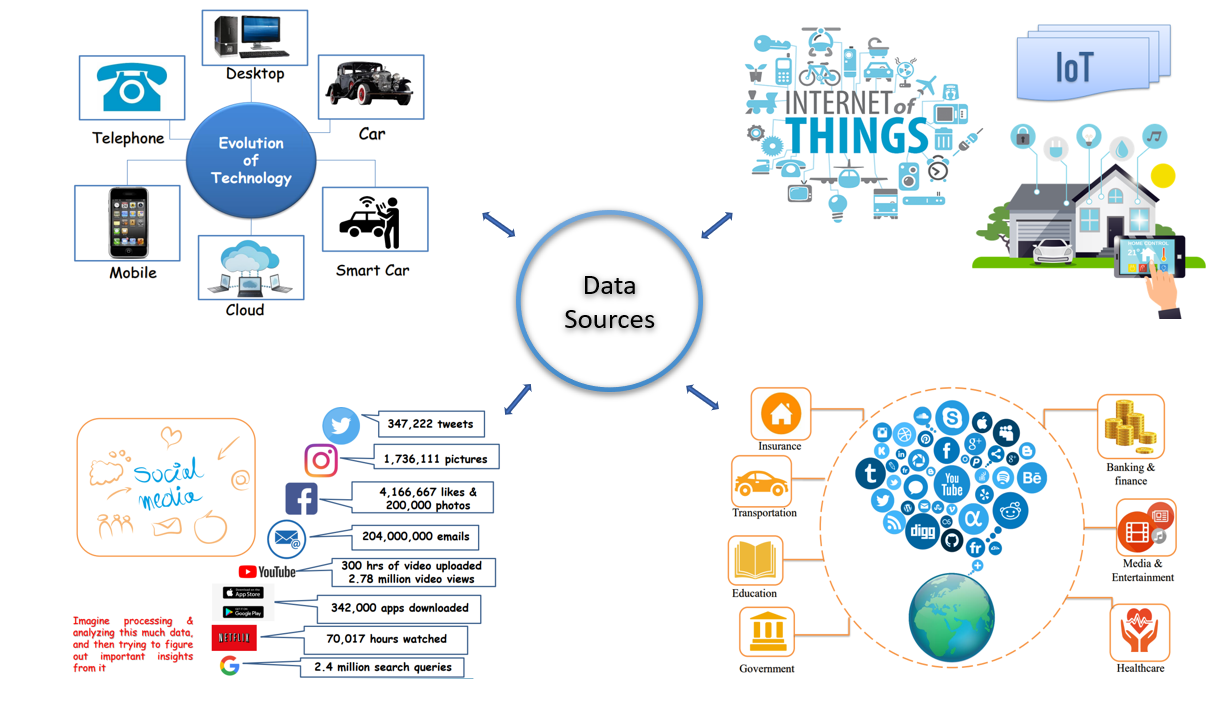 Desktop
Telephone
Car
Evolution
of
Technology
Mobile
Smart Car
Cloud
INTERNET of
THINGS
IoT
HOME CONTROL
21°
Data
Sources
social
media
347,222 tweets
1,736,111 pictures
4,166,667 likes &
200,000 photos
204,000,000 emails
YouTube
300 hrs of video uploaded
2.78 million video views
App Store
Google Play
342,000 apps downloaded
NETFLIX
70,017 hours watched
2.4 million search queries
Imagine processing &
analyzing this much data,
and then trying to figure
out important insights
from it
Insurance
Transportation
Education
Government
You
Tube
digg
Bē
fr
g+
Banking &
finance
Media &
Entertainment
Healthcare